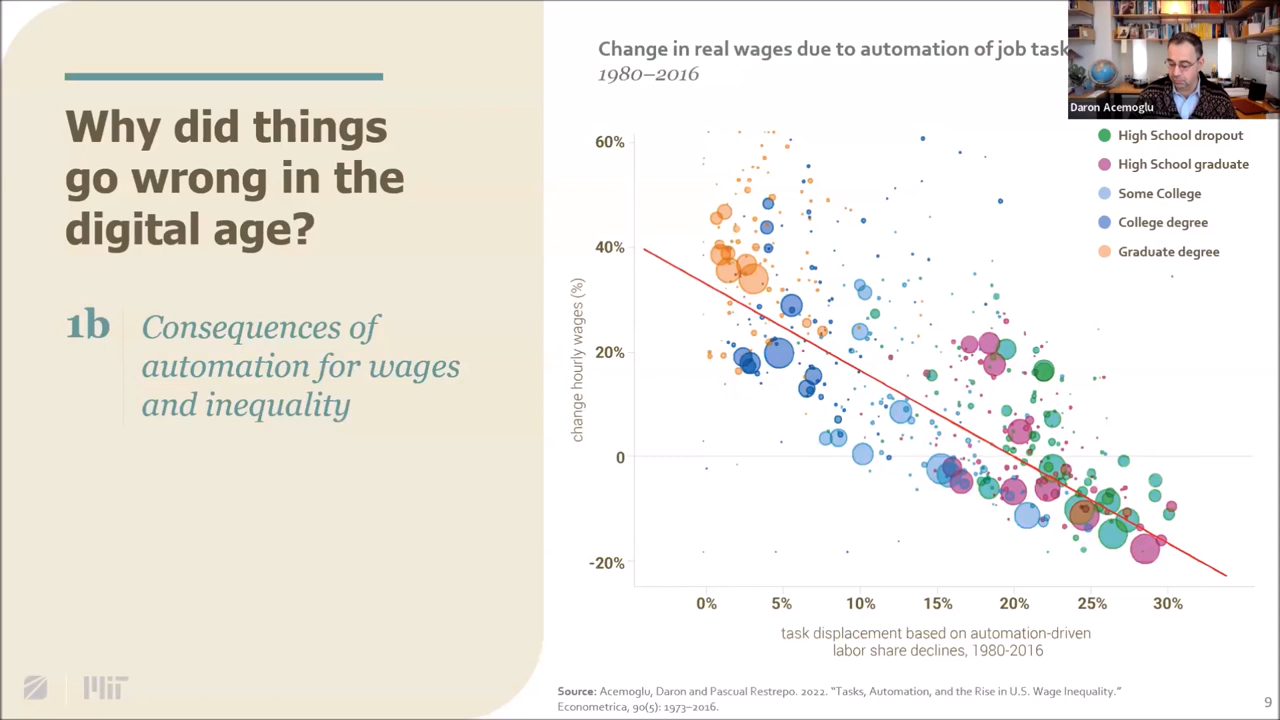 Why did things
go wrong in the
digital age?
1b
Consequences of
automation for wages
and inequality
MIT
Change in real wages due to automation of job task
1980–2016
Daron Acemoglu
High School dropout
High School graduate
Some College
College degree
Graduate degree
change hourly wages (%)
60%
40%
20%
0
-20%
0%
5%
10%
15%
20%
25%
30%
task displacement based on automation-driven
labor share declines, 1980-2016
Source: Acemoglu, Daron and Pascual Restrepo. 2022. “Tasks, Automation, and the Rise in U.S. Wage Inequality.”
Econometrica, 90(5): 1973–2016.
9